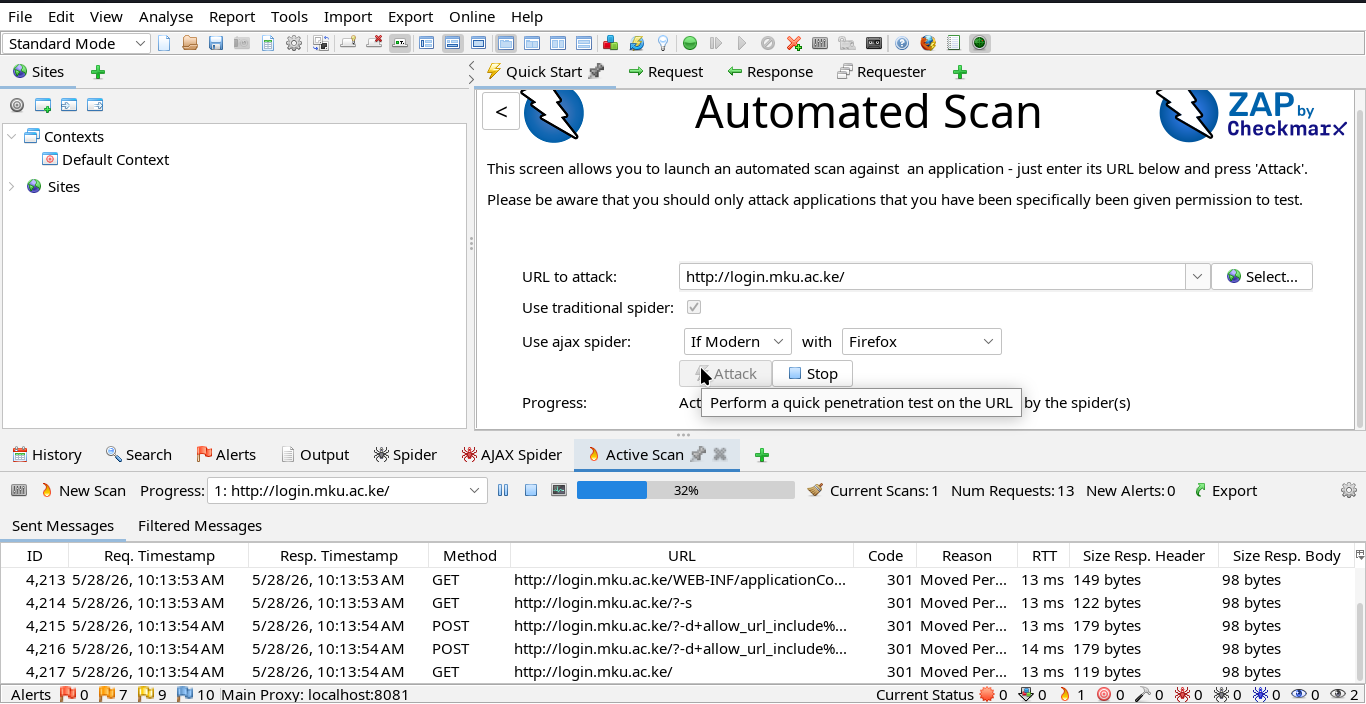 File Edit View Analyse Report Tools Import Export Online Help
Standard Mode
Sites
Quick Start Request Response Requester
Contexts
Default Context
Sites
<
Automated Scan
ZAP by
Checkmarx
This screen allows you to launch an automated scan against an application - just enter its URL below and press 'Attack'.
Please be aware that you should only attack applications that you have been specifically been given permission to test.
URL to attack: http://login.mku.ac.ke/ Select...
Use traditional spider:
Use ajax spider: If Modern with Firefox
Attack Stop
Progress: Act by the spider(s)
Perform a quick penetration test on the URL
History Search Alerts Output Spider AJAX Spider Active Scan
New Scan Progress: 1: http://login.mku.ac.ke/ 32% Current Scans: 1 Num Requests: 13 New Alerts: 0 Export
Sent Messages Filtered Messages
ID Req. Timestamp Resp. Timestamp Method URL Code Reason RTT Size Resp. Header Size Resp. Body
4,213 5/28/26, 10:13:53 AM 5/28/26, 10:13:53 AM GET http://login.mku.ac.ke/WEB-INF/applicationCo... 301 Moved Per... 13 ms 149 bytes 98 bytes
4,214 5/28/26, 10:13:53 AM 5/28/26, 10:13:53 AM GET http://login.mku.ac.ke/?-s 301 Moved Per... 13 ms 122 bytes 98 bytes
4,215 5/28/26, 10:13:54 AM 5/28/26, 10:13:54 AM POST http://login.mku.ac.ke/?-d+allow_url_include%... 301 Moved Per... 13 ms 179 bytes 98 bytes
4,216 5/28/26, 10:13:54 AM 5/28/26, 10:13:54 AM POST http://login.mku.ac.ke/?-d+allow_url_include%... 301 Moved Per... 14 ms 179 bytes 98 bytes
4,217 5/28/26, 10:13:54 AM 5/28/26, 10:13:54 AM GET http://login.mku.ac.ke/ 301 Moved Per... 13 ms 119 bytes 98 bytes
Alerts 0 7 9 10 Main Proxy: localhost:8081 Current Status 0 0 1 0 0 0 0 0 0 2